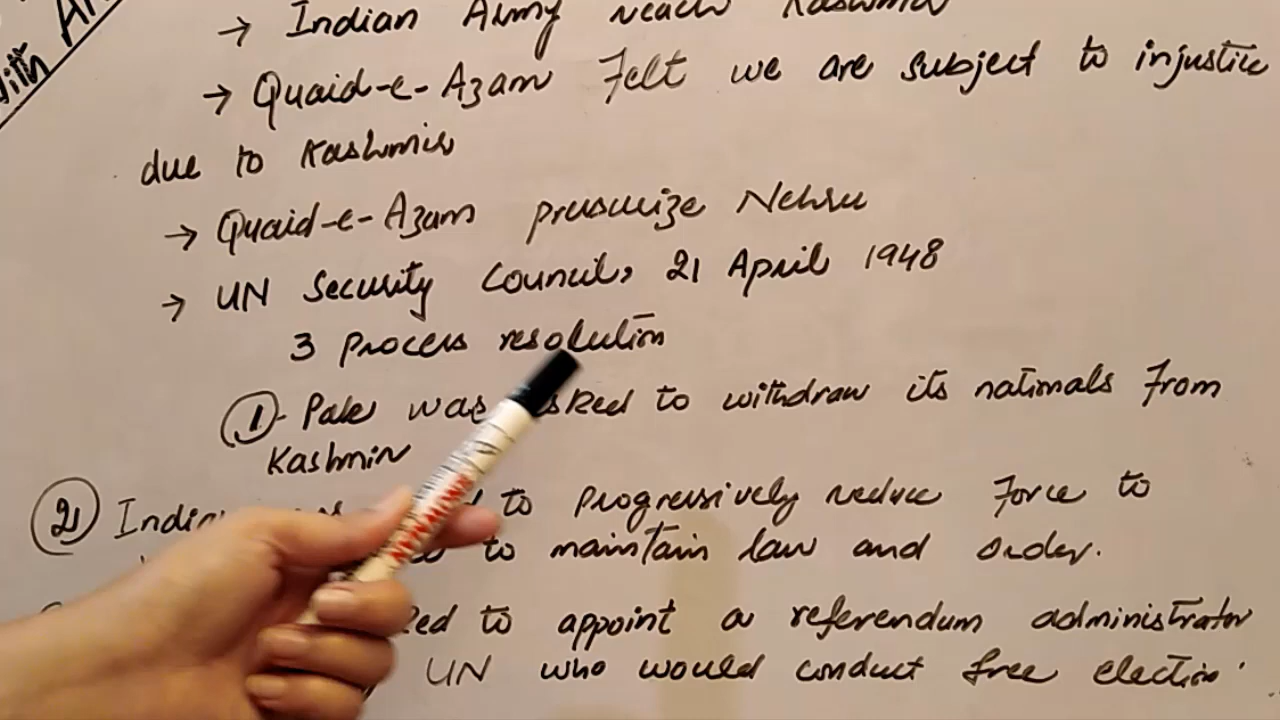 with
→ Indian Army reach Kashmir
→ Quaid-e-Azam Felt we are subject to injustice
due to Kashmir
→ Quaid-e-Azam pressurize Nehru
→ UN Security Council, 21 April 1948
3 Process resolution
①- Pak was asked to withdraw its nationals From
Kashmir
② India to Progressively reduce Force to
to maintain law and order.
to appoint a referendum administrator
UN who would conduct free election